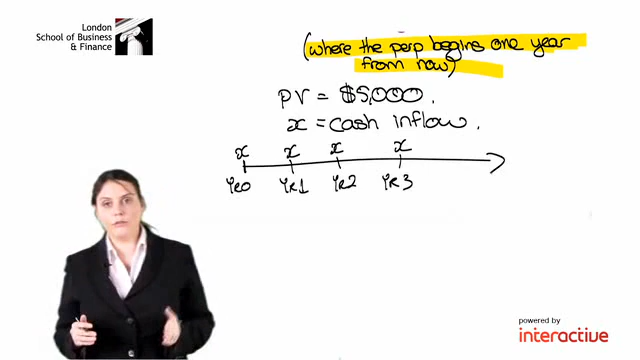 London
School of Business
& Finance
(where the perp begins one year
from now)
PV = $5,000.
x = cash inflow.
x x x x
YR0 YR1 YR2 YR3
powered by
interactive